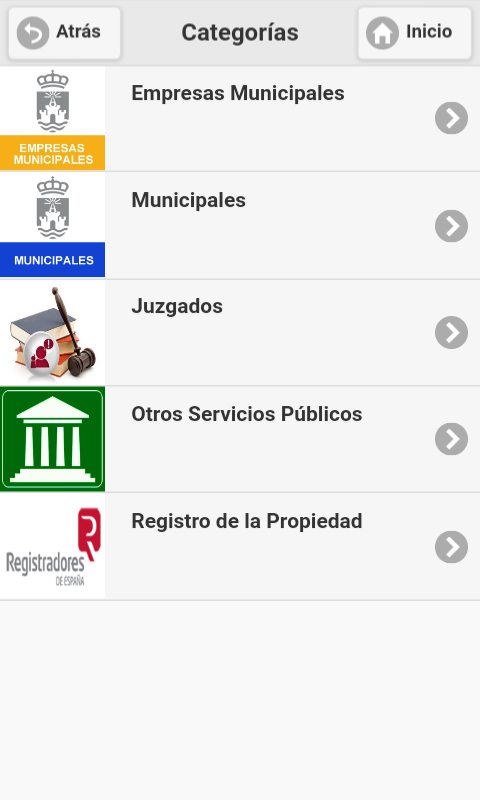 Atrás
Categorías
Inicio
Empresas Municipales
EMPRESAS
MUNICIPALES
Municipales
MUNICIPALES
Juzgados
Otros Servicios Públicos
Registro de la Propiedad
Registradores
DE ESPAÑA